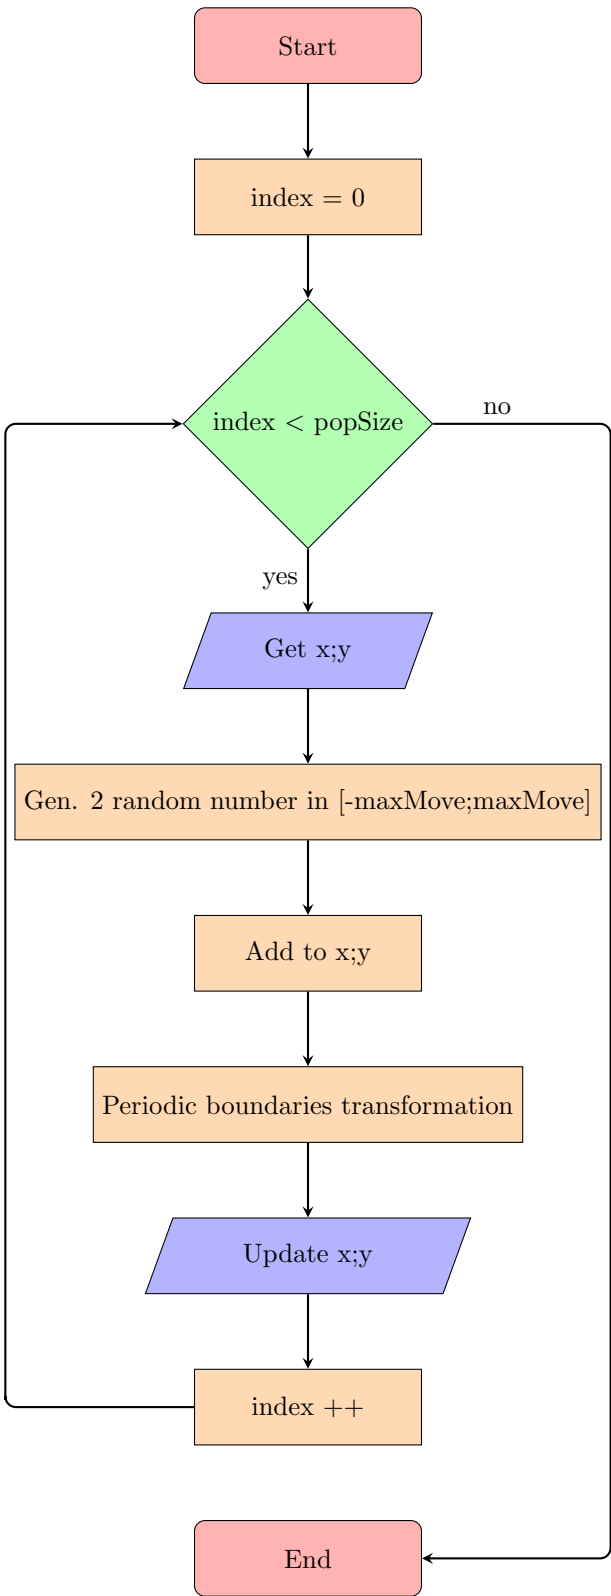 Start
index = 0
index < popSize
no
yes
Get x;y
Gen. 2 random number in [-maxMove;maxMove]
Add to x;y
Periodic boundaries transformation
Update x;y
index ++
End